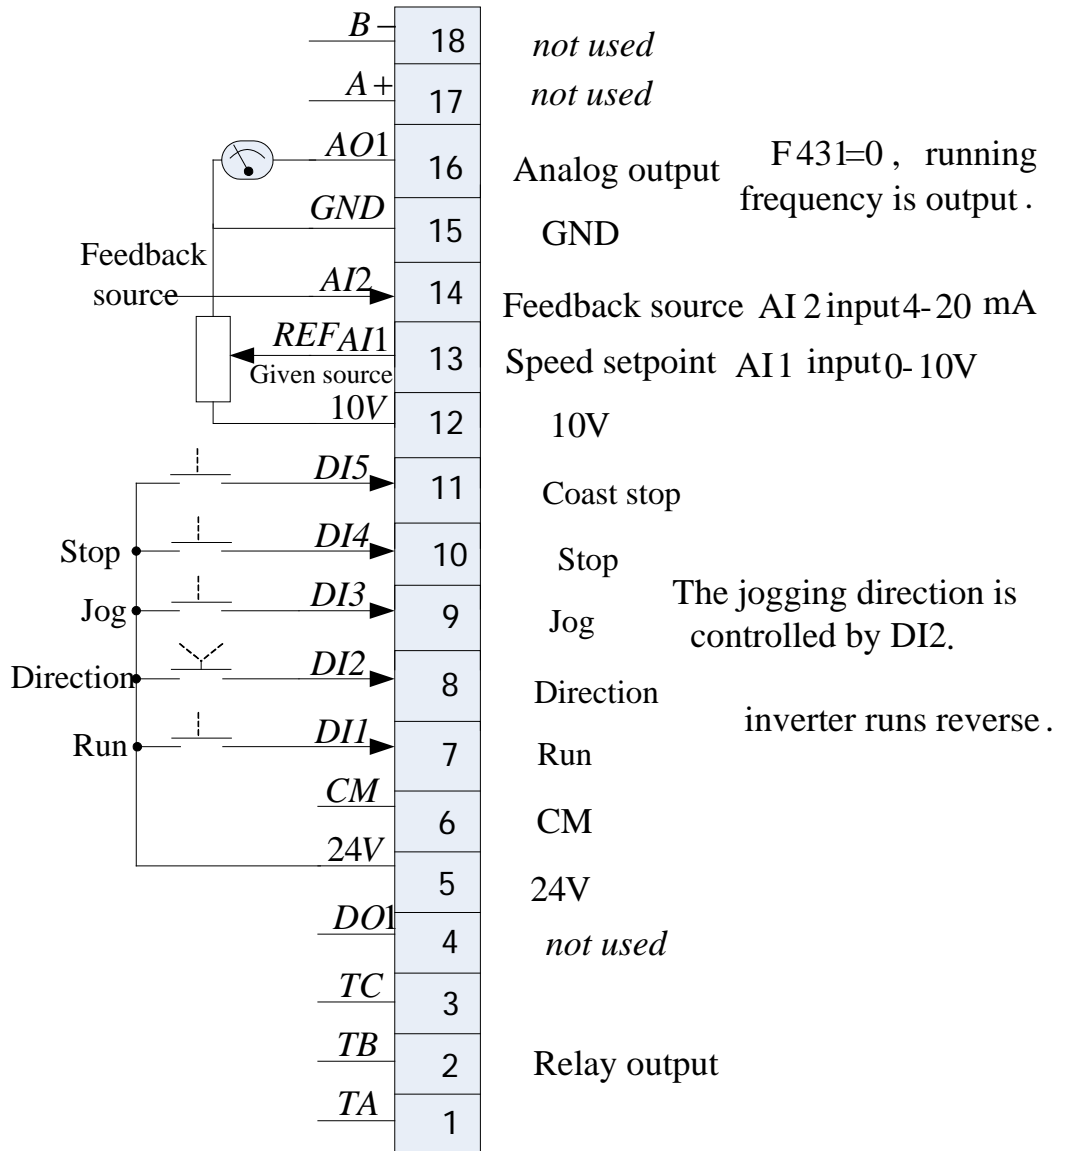 B− 18 not used
A+ 17 not used
AO1 16 Analog output F431=0 , running
frequency is output .
GND 15 GND
Feedback
source AI2 14 Feedback source AI 2 input 4-20 mA
REF AI1 13 Speed setpoint AI 1 input 0-10V
Given source
10V 12 10V
DI5 11 Coast stop
Stop DI4 10 Stop
Jog DI3 9 Jog The jogging direction is
controlled by DI2.
Direction DI2 8 Direction
inverter runs reverse .
Run DI1 7 Run
CM 6 CM
24V 5 24V
DO1 4 not used
TC 3
TB 2 Relay output
TA 1